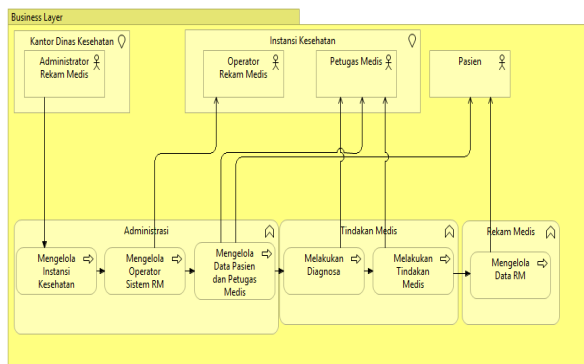 Business Layer
Kantor Dinas Kesehatan
Administrator
Rekam Medis
Instansi Kesehatan
Operator
Rekam Medis
Petugas Medis
Pasien
Administrasi
Mengelola
Instansi
Kesehatan
Mengelola
Operator
Sistem RM
Mengelola
Data Pasien
dan Petugas
Medis
Tindakan Medis
Melakukan
Diagnosa
Melakukan
Tindakan
Medis
Rekam Medis
Mengelola
Data RM